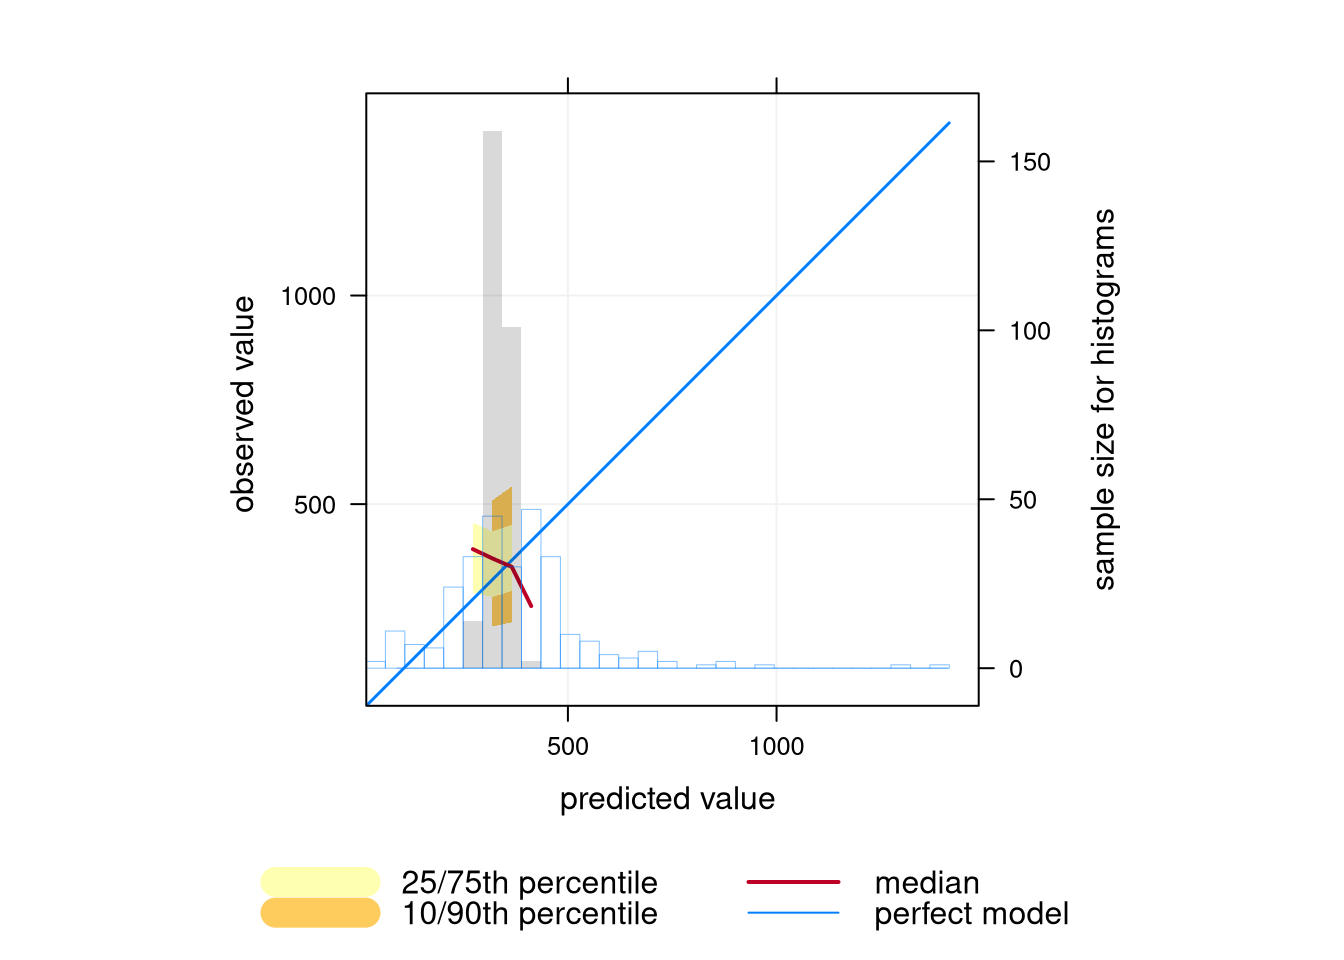 150
1000
100
500
50
0
observed value
sample size for histograms
500 1000
predicted value
25/75th percentile median
10/90th percentile perfect model